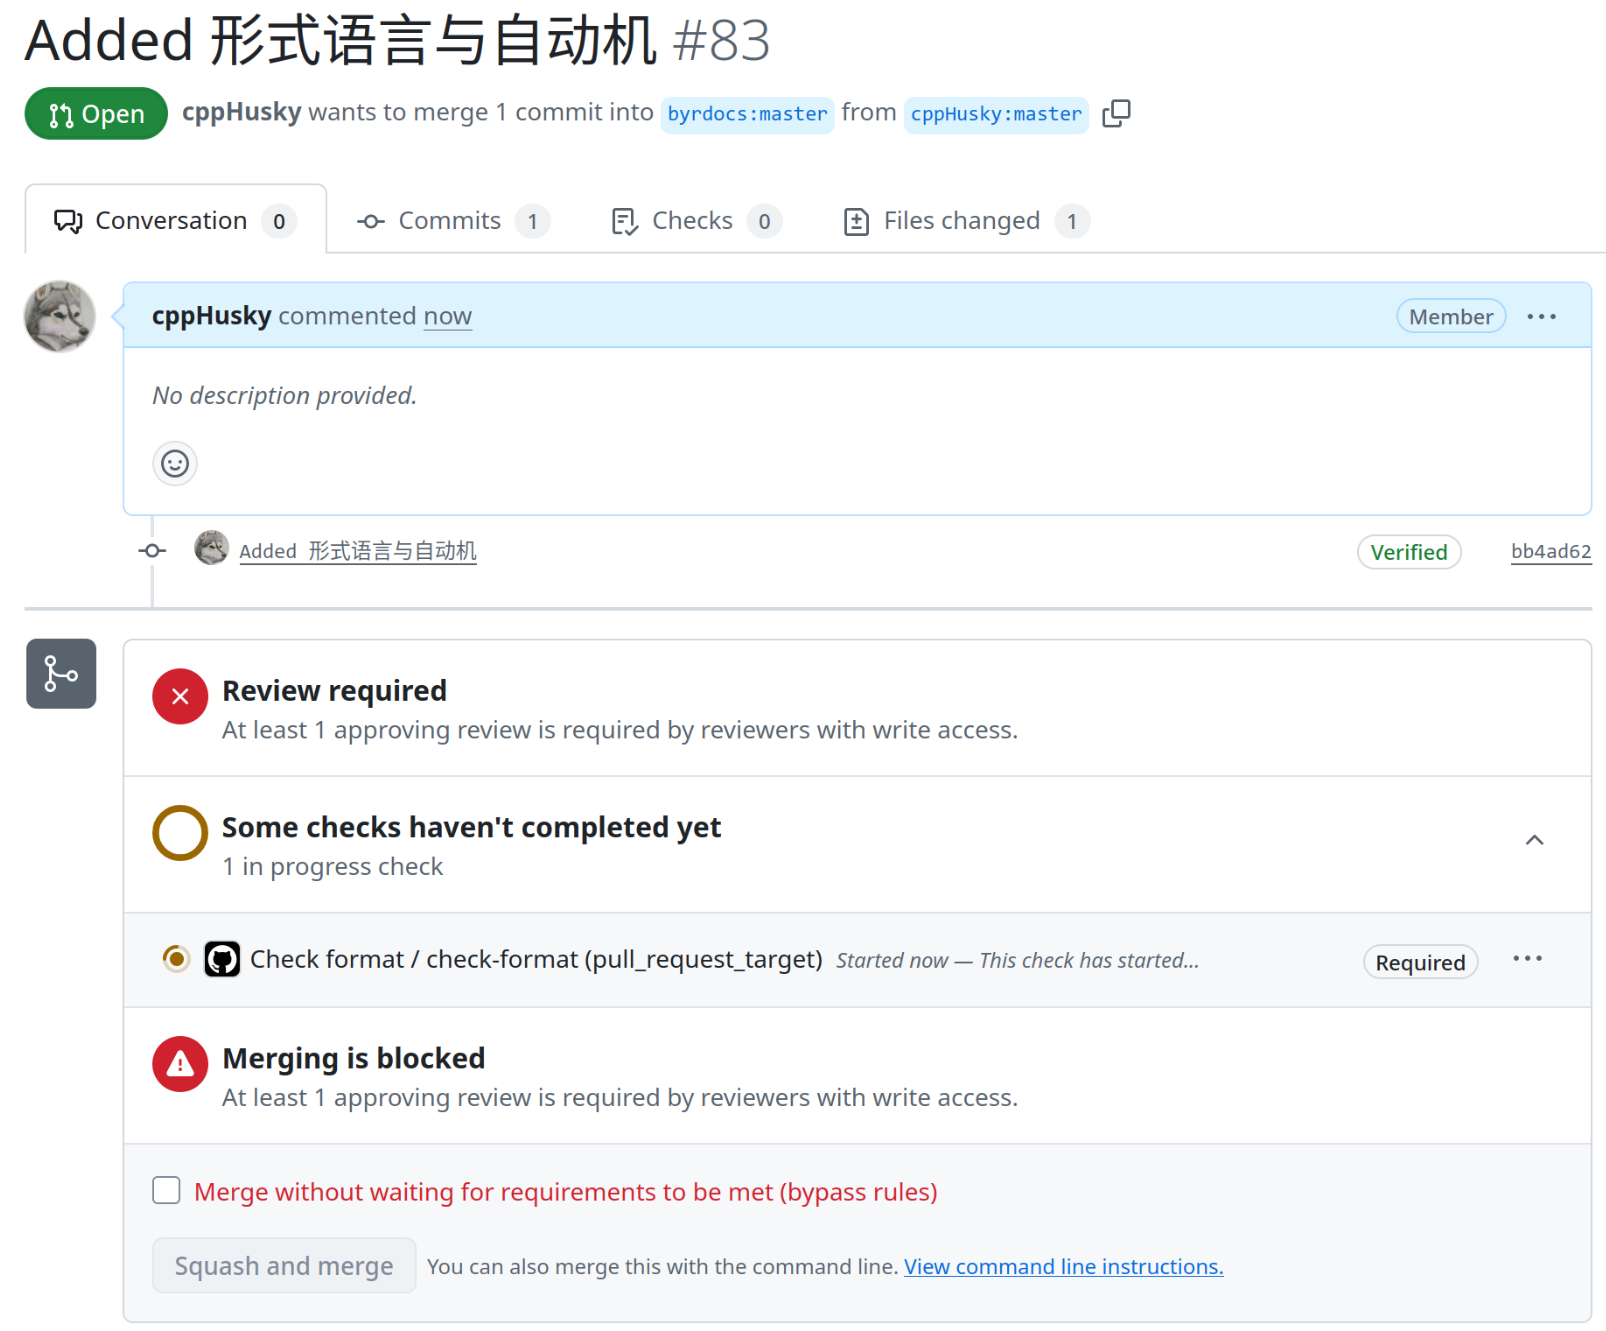 Added 形式语言与自动机 #83
Open cppHusky wants to merge 1 commit into byrdocs:master from cppHusky:master
Conversation 0 Commits 1 Checks 0 Files changed 1
cppHusky commented now Member
No description provided.
Added 形式语言与自动机 Verified bb4ad62
Review required
At least 1 approving review is required by reviewers with write access.
Some checks haven't completed yet
1 in progress check
Check format / check-format (pull_request_target) Started now — This check has started... Required
Merging is blocked
At least 1 approving review is required by reviewers with write access.
Merge without waiting for requirements to be met (bypass rules)
Squash and merge You can also merge this with the command line. View command line instructions.